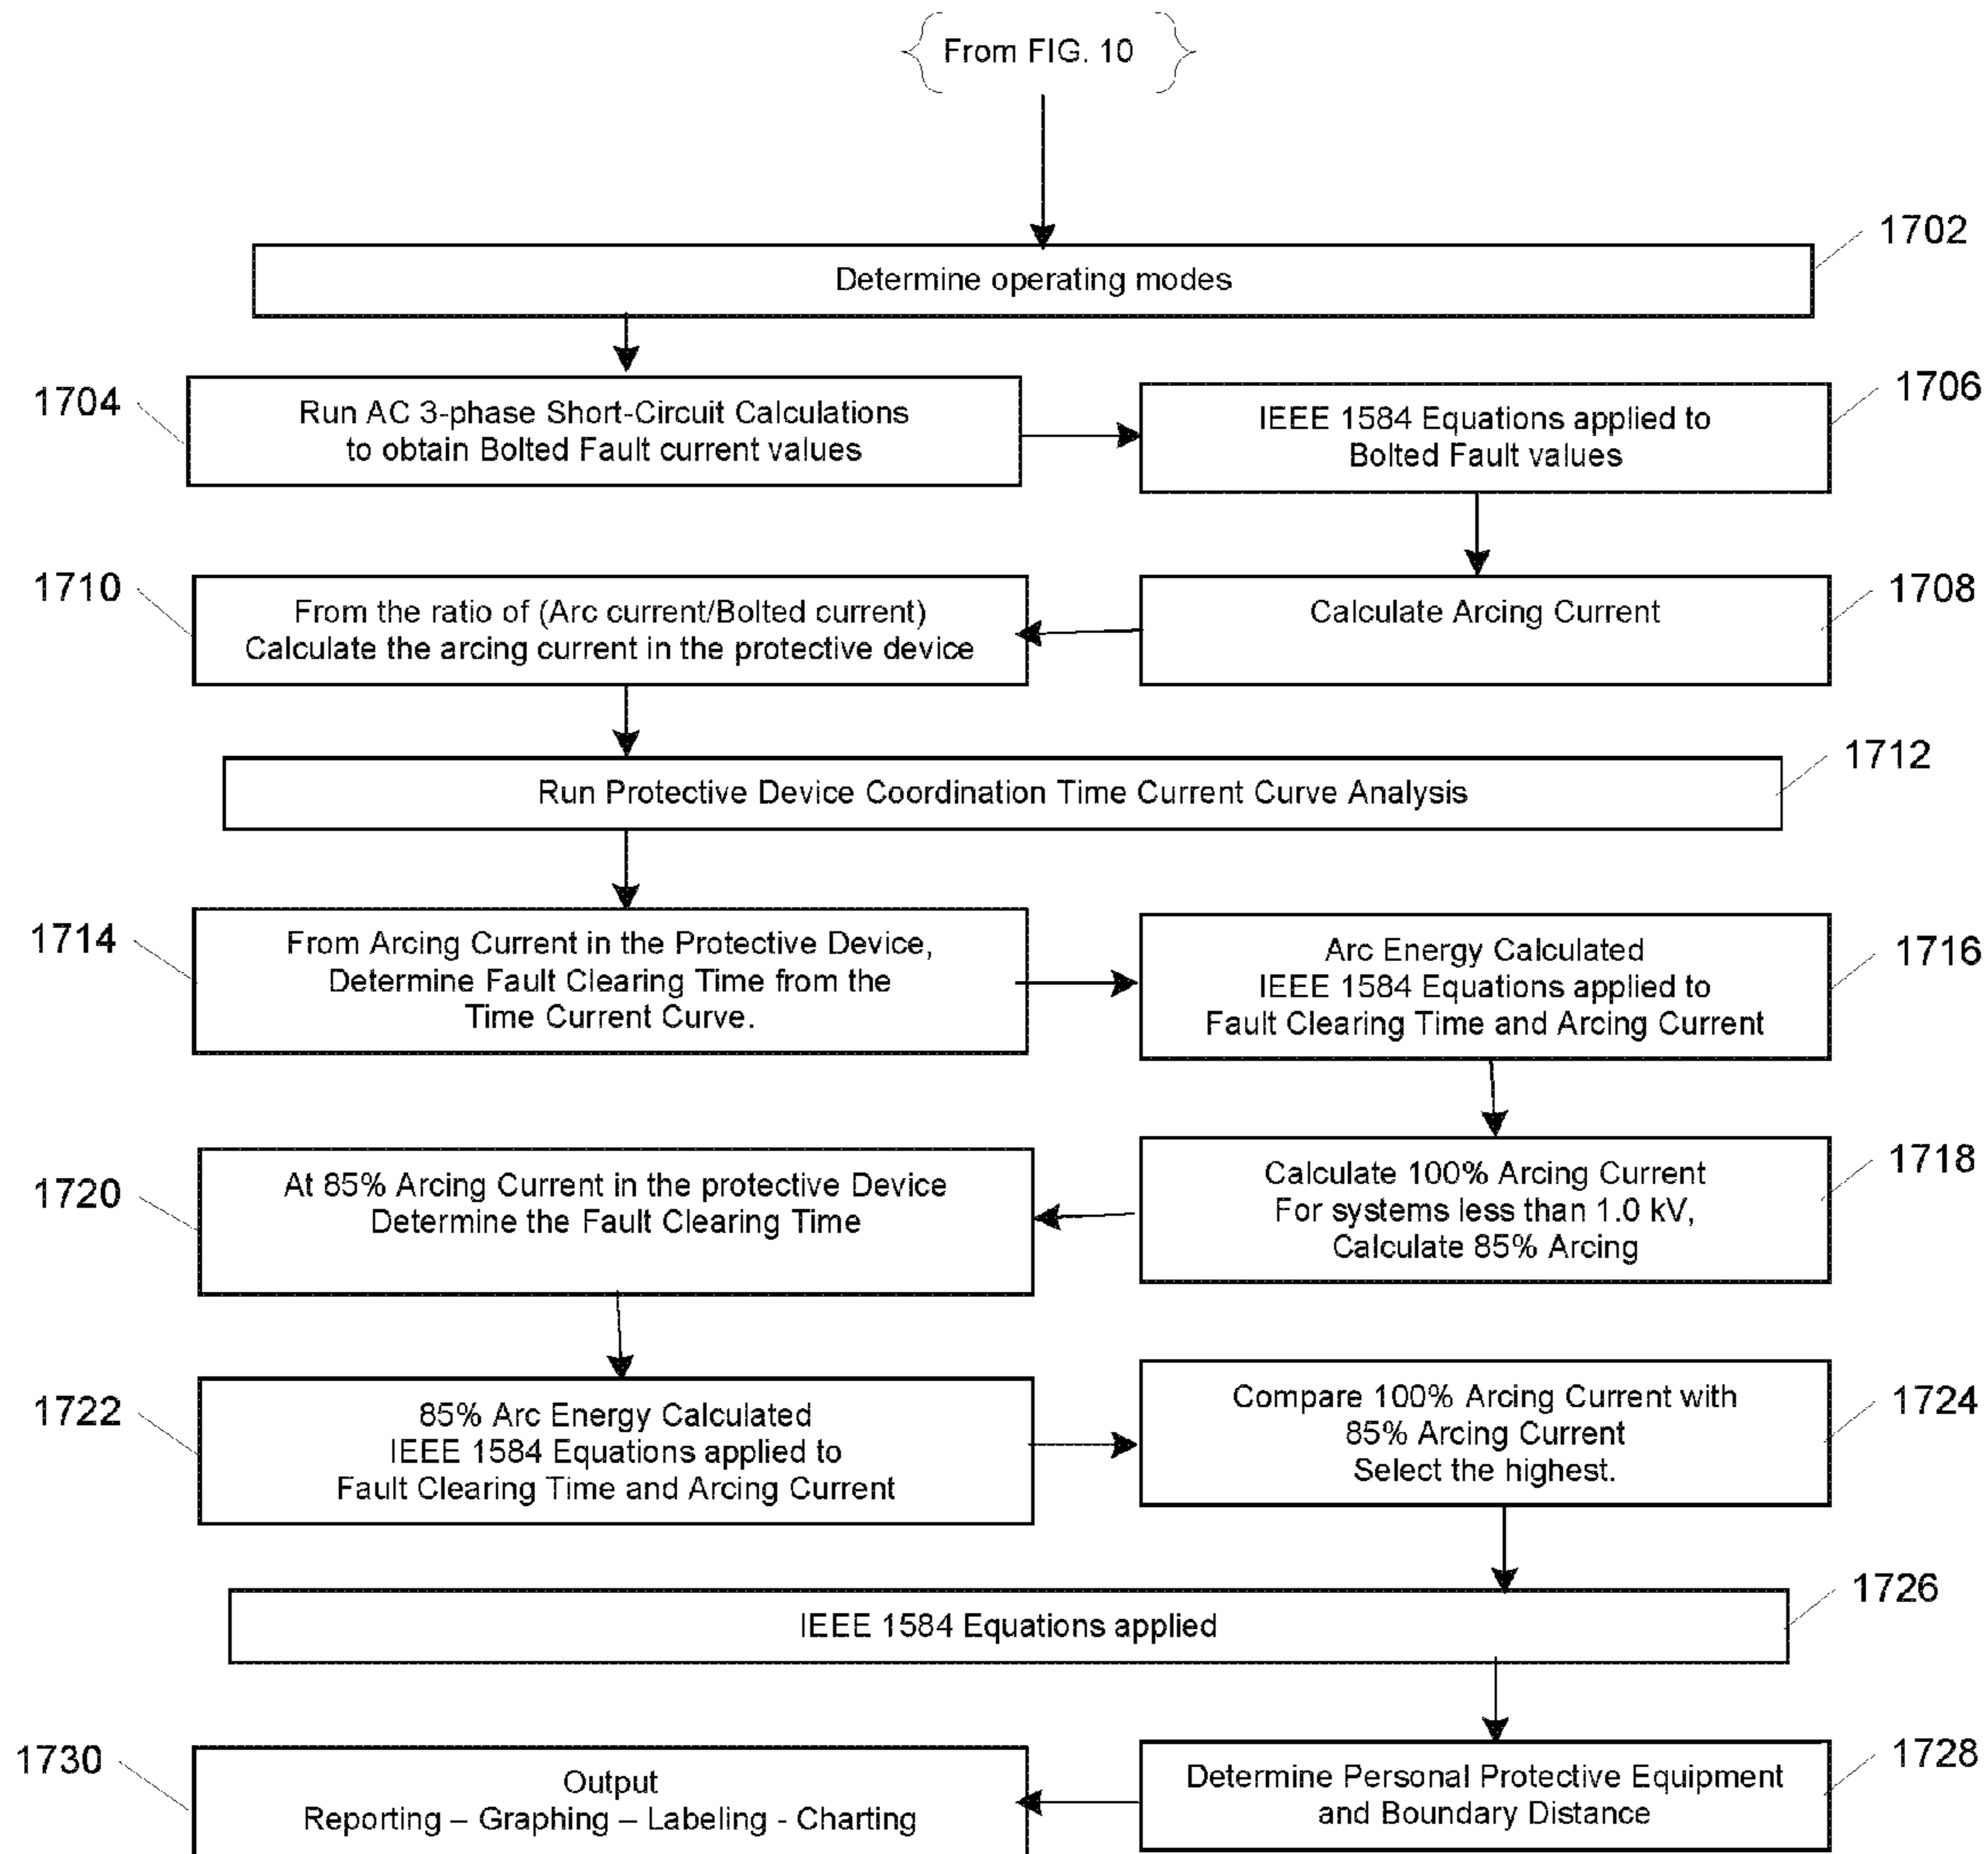 From FIG. 10
1702
Determine operating modes
1704
Run AC 3-phase Short-Circuit Calculations
to obtain Bolted Fault current values
1706
IEEE 1584 Equations applied to
Bolted Fault values
1710
From the ratio of (Arc current/Bolted current)
Calculate the arcing current in the protective device
1708
Calculate Arcing Current
1712
Run Protective Device Coordination Time Current Curve Analysis
1714
From Arcing Current in the Protective Device,
Determine Fault Clearing Time from the
Time Current Curve.
1716
Arc Energy Calculated
IEEE 1584 Equations applied to
Fault Clearing Time and Arcing Current
1720
At 85% Arcing Current in the protective Device
Determine the Fault Clearing Time
1718
Calculate 100% Arcing Current
For systems less than 1.0 kV,
Calculate 85% Arcing
1722
85% Arc Energy Calculated
IEEE 1584 Equations applied to
Fault Clearing Time and Arcing Current
1724
Compare 100% Arcing Current with
85% Arcing Current
Select the highest.
1726
IEEE 1584 Equations applied
1730
Output
Reporting – Graphing – Labeling - Charting
1728
Determine Personal Protective Equipment
and Boundary Distance